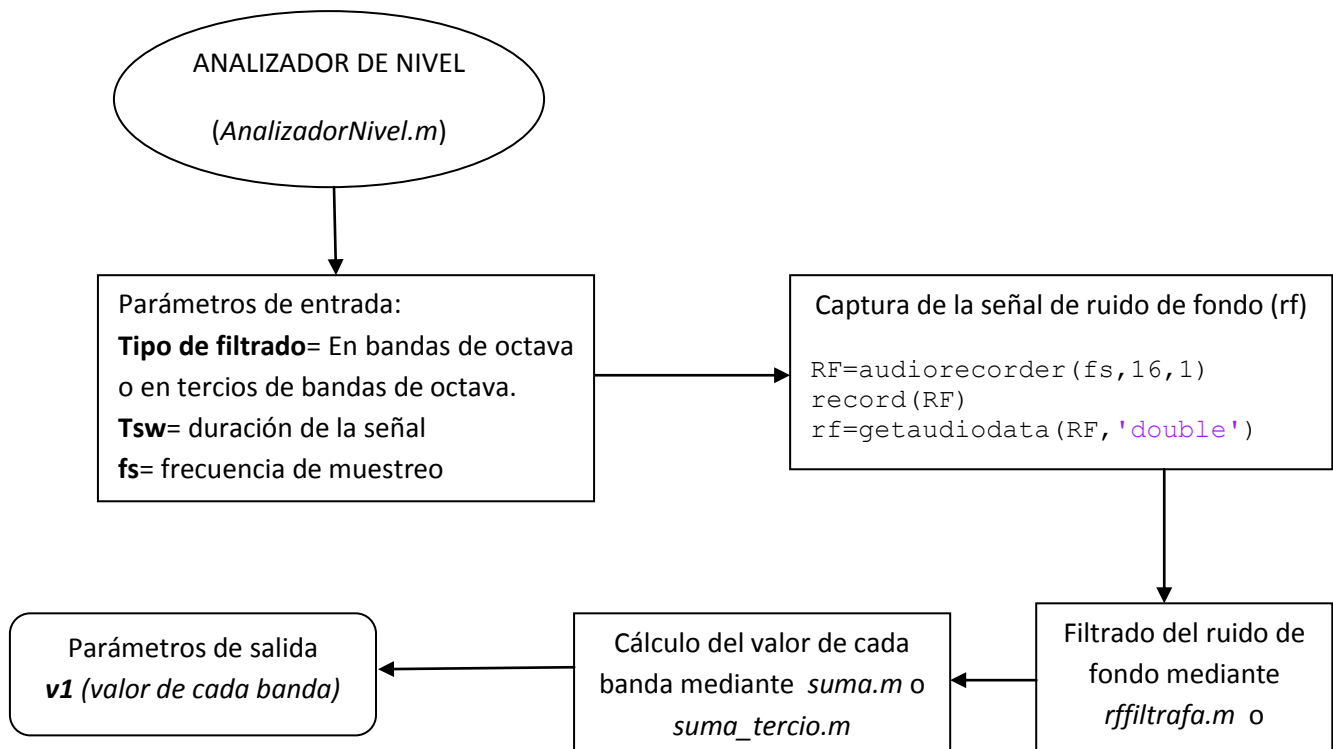 ANALIZADOR DE NIVEL
(AnalizadorNivel.m)
Parámetros de entrada:
Tipo de filtrado= En bandas de octava
o en tercios de bandas de octava.
Tsw= duración de la señal
fs= frecuencia de muestreo
Captura de la señal de ruido de fondo (rf)
RF=audiorecorder(fs,16,1)
record(RF)
rf=getaudiodata(RF,'double')
Filtrado del ruido de
fondo mediante
rffiltrafa.m o
Cálculo del valor de cada
banda mediante suma.m o
suma_tercio.m
Parámetros de salida
v1 (valor de cada banda)